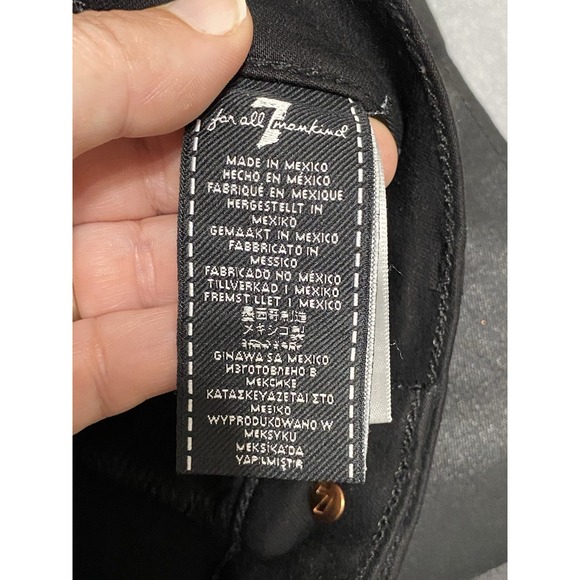 for all 7 mankind
MADE IN MEXICO
HECHO EN MÉXICO
FABRIQUÉ EN MEXIQUE
HERGESTELLT IN
MEXIKO
GEMAAKT IN MEXICO
FABBRICATO IN
MESSICO
FABRICADO NO MÉXICO
TILLVERKAD I MEXICO
FREMSTILLET I MEXICO
墨西哥制造
メキシコ製
GINAWA SA MEXICO
ИЗГОТОВЛЕНО В
МЕКСИКЕ
ΚΑΤΑΣΚΕΥΑΖΕΤΑΙ ΣΤΟ
ΜΕΞΙΚΟ
WYPRODUKOWANO W
MEKSYKU
MEKSİKA'DA
YAPILMIŞTIR